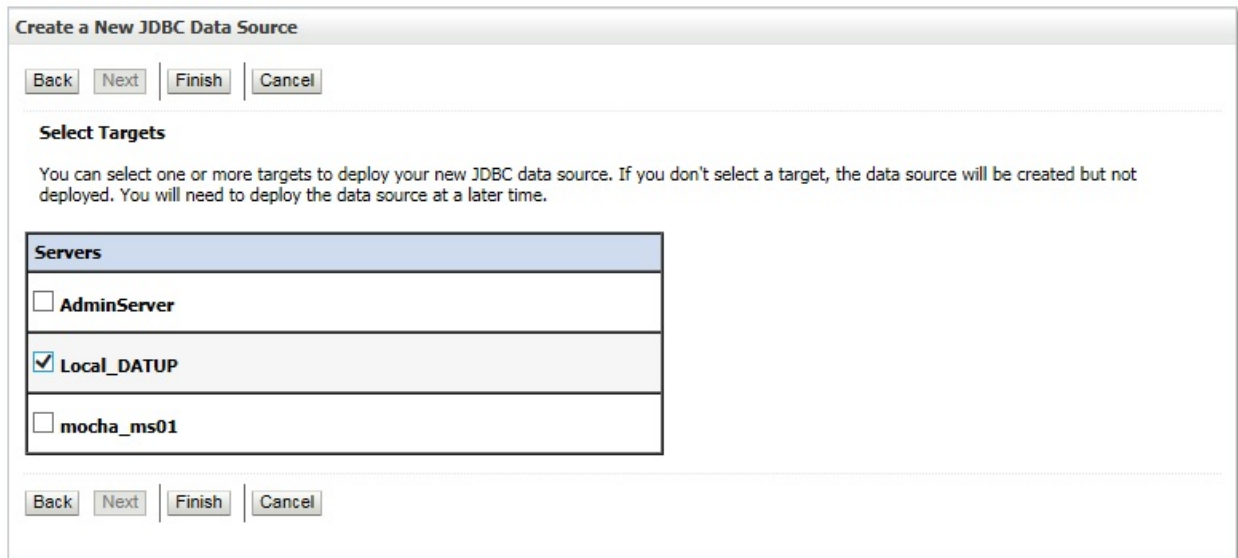 Create a New JDBC Data Source
Back Next Finish Cancel
Select Targets
You can select one or more targets to deploy your new JDBC data source. If you don't select a target, the data source will be created but not
deployed. You will need to deploy the data source at a later time.
Servers
AdminServer
Local_DATUP
mocha_ms01
Back Next Finish Cancel